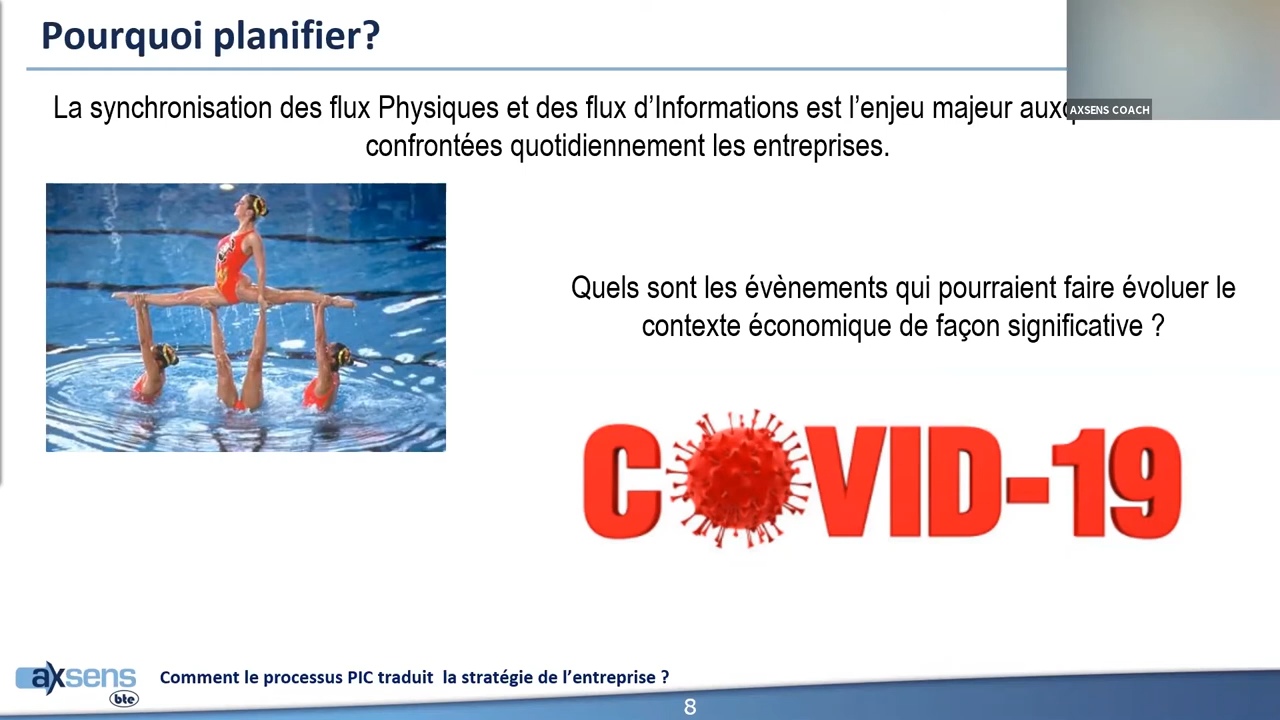 Pourquoi planifier?
La synchronisation des flux Physiques et des flux d’Informations est l’enjeu majeur
AXSENS COACH
confrontées quotidiennement les entreprises.
Quels sont les évènements qui pourraient faire évoluer le
contexte économique de façon significative ?
COVID-19
axsens
bte
Comment le processus PIC traduit la stratégie de l’entreprise ?
8